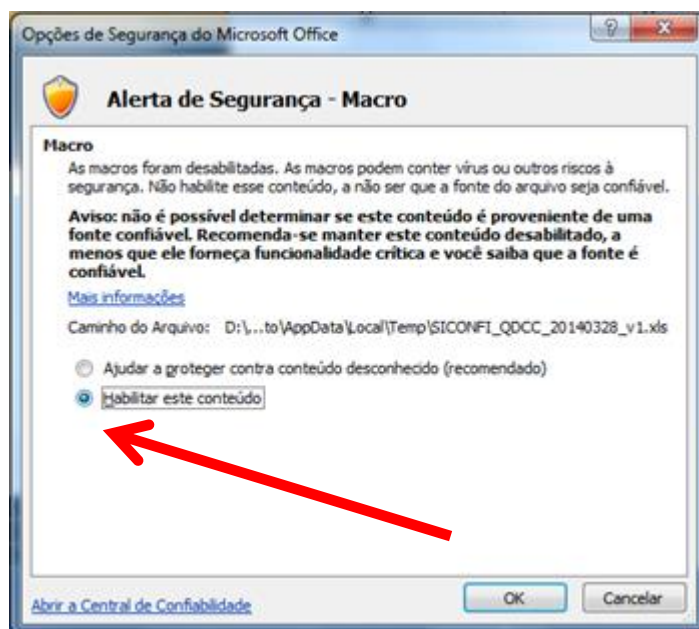 Opções de Segurança do Microsoft Office
Alerta de Segurança - Macro
Macro
As macros foram desabilitadas. As macros podem conter vírus ou outros riscos à
segurança. Não habilite esse conteúdo, a não ser que a fonte do arquivo seja confiável.
Aviso: não é possível determinar se este conteúdo é proveniente de uma
fonte confiável. Recomenda-se manter este conteúdo desabilitado, a
menos que ele forneça funcionalidade crítica e você saiba que a fonte é
confiável.
Mais informações
Caminho do Arquivo: D:\...to\AppData\Local\Temp\SICONFI_QDCC_20140328_v1.xls
Ajudar a proteger contra conteúdo desconhecido (recomendado)
Habilitar este conteúdo
Abrir a Central de Confiabilidade
OK
Cancelar